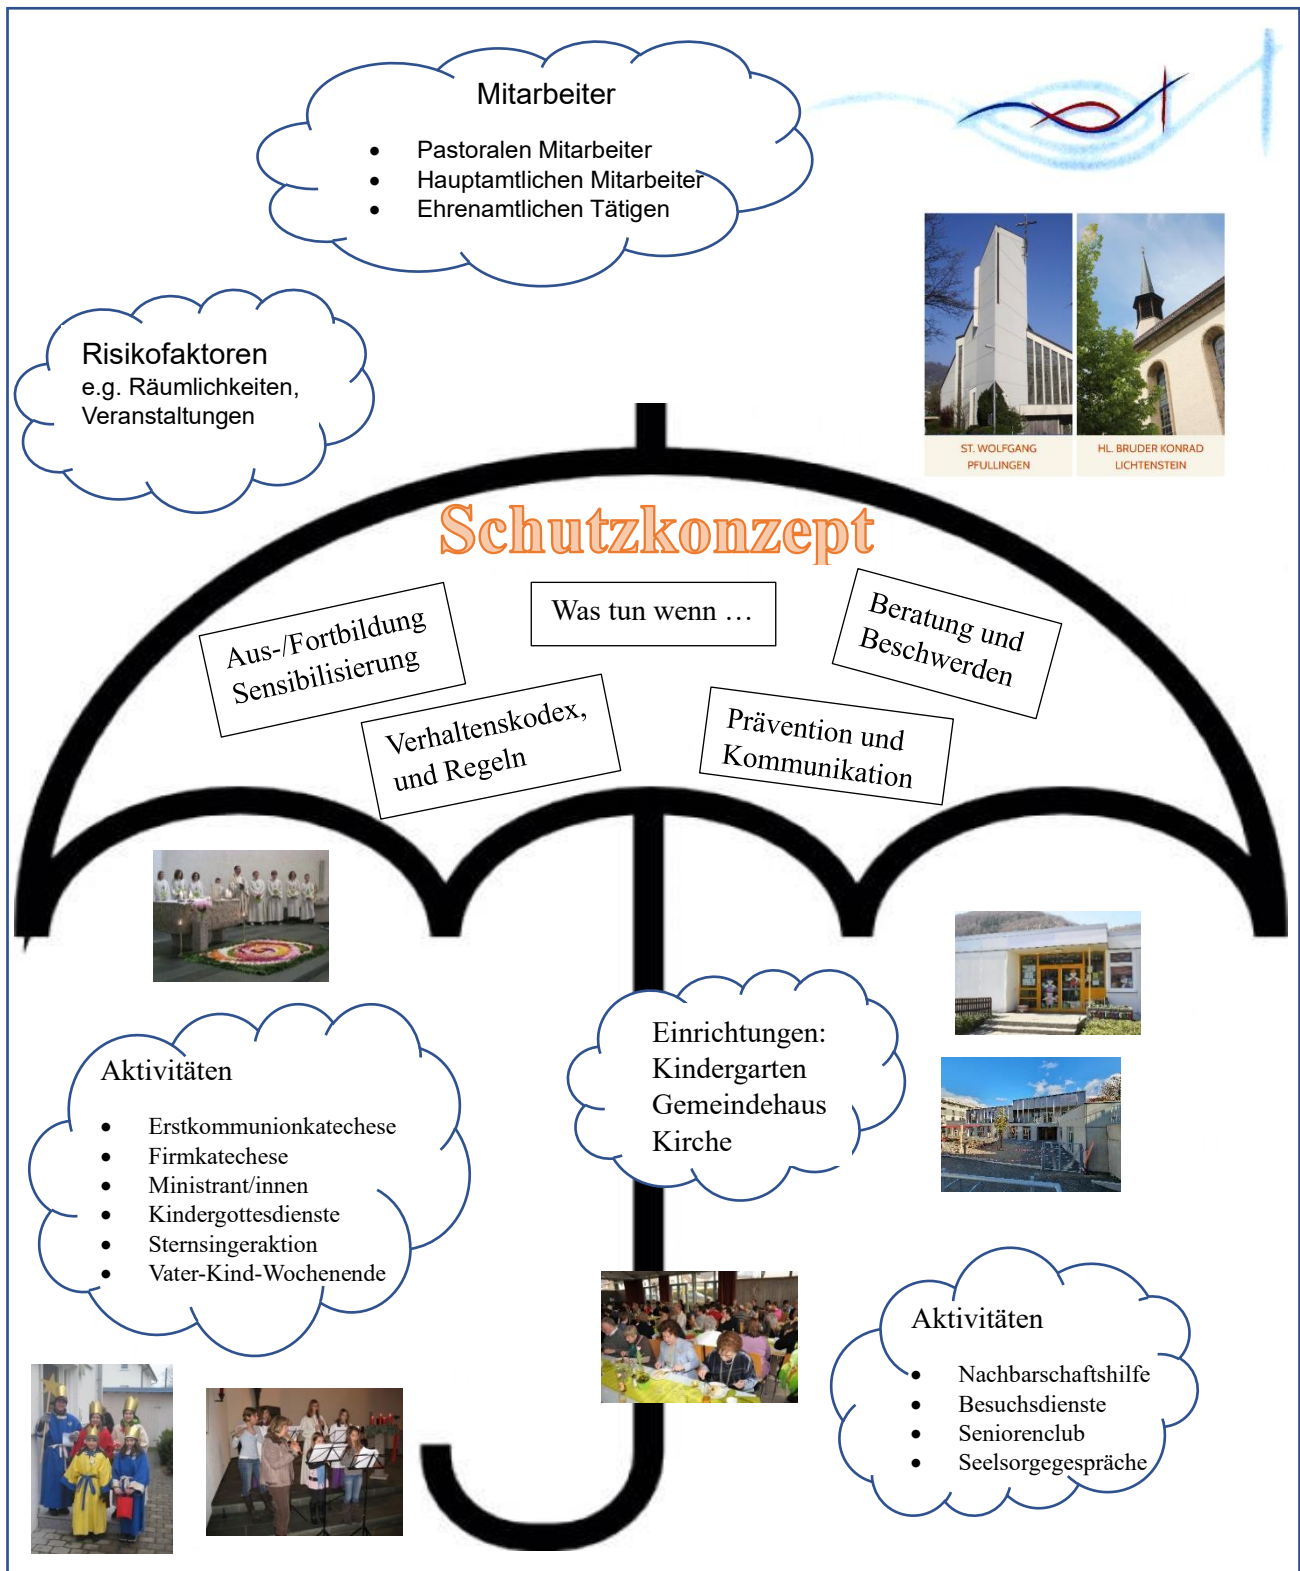 Mitarbeiter
• Pastoralen Mitarbeiter
• Hauptamtlichen Mitarbeiter
• Ehrenamtlichen Tätigen
Risikofaktoren
e.g. Räumlichkeiten,
Veranstaltungen
ST. WOLFGANG
PFULLINGEN
HL. BRUDER KONRAD
LICHTENSTEIN
Schutzkonzept
Aus-/Fortbildung
Sensibilisierung
Was tun wenn …
Beratung und
Beschwerden
Verhaltenskodex,
und Regeln
Prävention und
Kommunikation
Einrichtungen:
Kindergarten
Gemeindehaus
Kirche
Aktivitäten
• Erstkommunionkatechese
• Firmkatechese
• Ministrant/innen
• Kindergottesdienste
• Sternsingeraktion
• Vater-Kind-Wochenende
Aktivitäten
• Nachbarschaftshilfe
• Besuchsdienste
• Seniorenclub
• Seelsorgegespräche